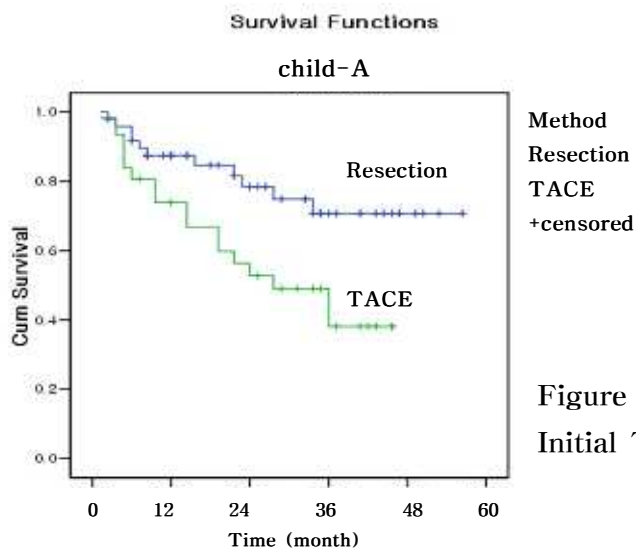 Survival Functions
child-A
Cum Survival
1.0
0.8
0.6
0.4
0.2
0.0
Resection
TACE
0 12 24 36 48 60
Time (month)
Method
Resection
TACE
+censored
Figure
Initial